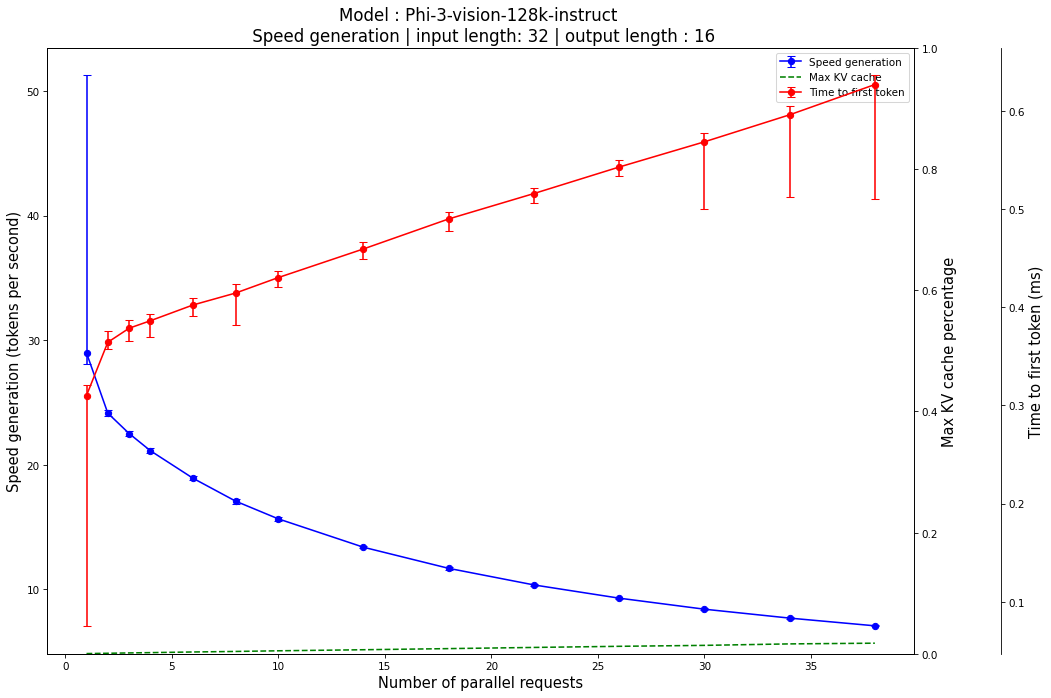 Model : Phi-3-vision-128k-instruct
Speed generation | input length: 32 | output length : 16
Speed generation
Max KV cache
Time to first token
Speed generation (tokens per second)
50
40
30
20
10
1.0
0.8
0.6
0.4
0.2
0.0
Max KV cache percentage
0.6
0.5
0.4
0.3
0.2
0.1
Time to first token (ms)
0
5
10
15
20
25
30
35
Number of parallel requests